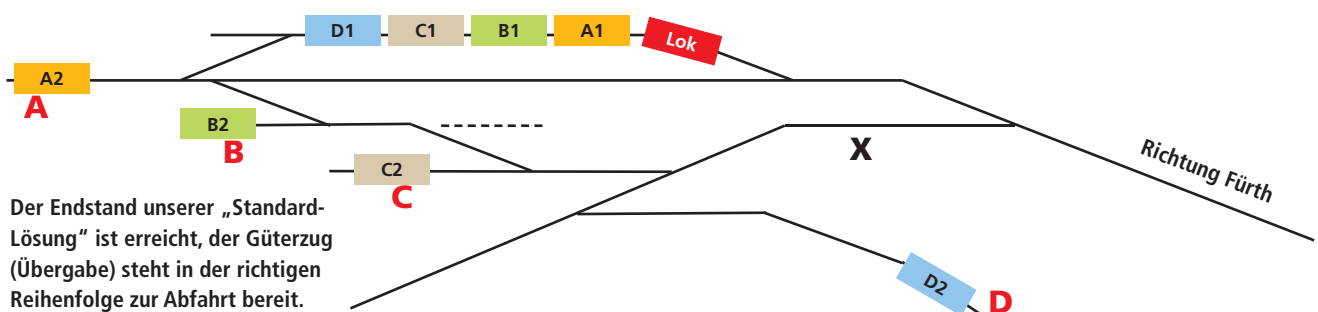 D1 C1 B1 A1 Lok
A2
A
B2
B
X
Richtung Fürth
C2
C
Der Endstand unserer „Standard-
Lösung“ ist erreicht, der Güterzug
(Übergabe) steht in der richtigen
Reihenfolge zur Abfahrt bereit.
D2
D